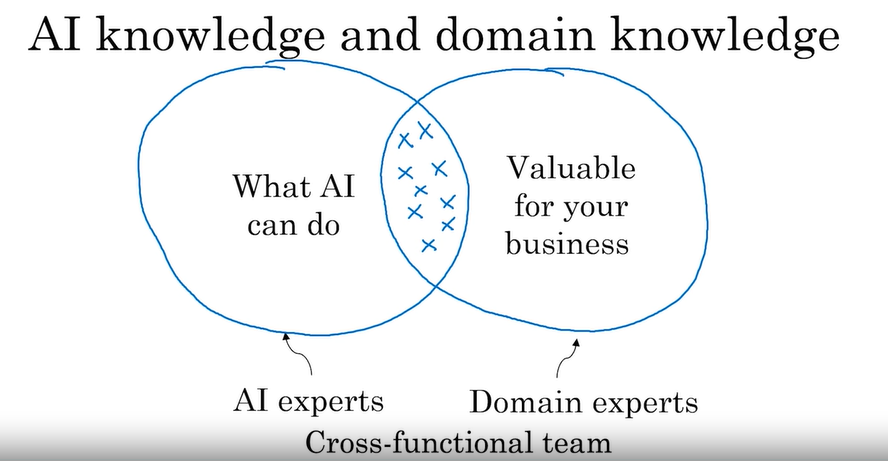 AI knowledge and domain knowledge
What AI
can do
Valuable
for your
business
AI experts
Domain experts
Cross-functional team